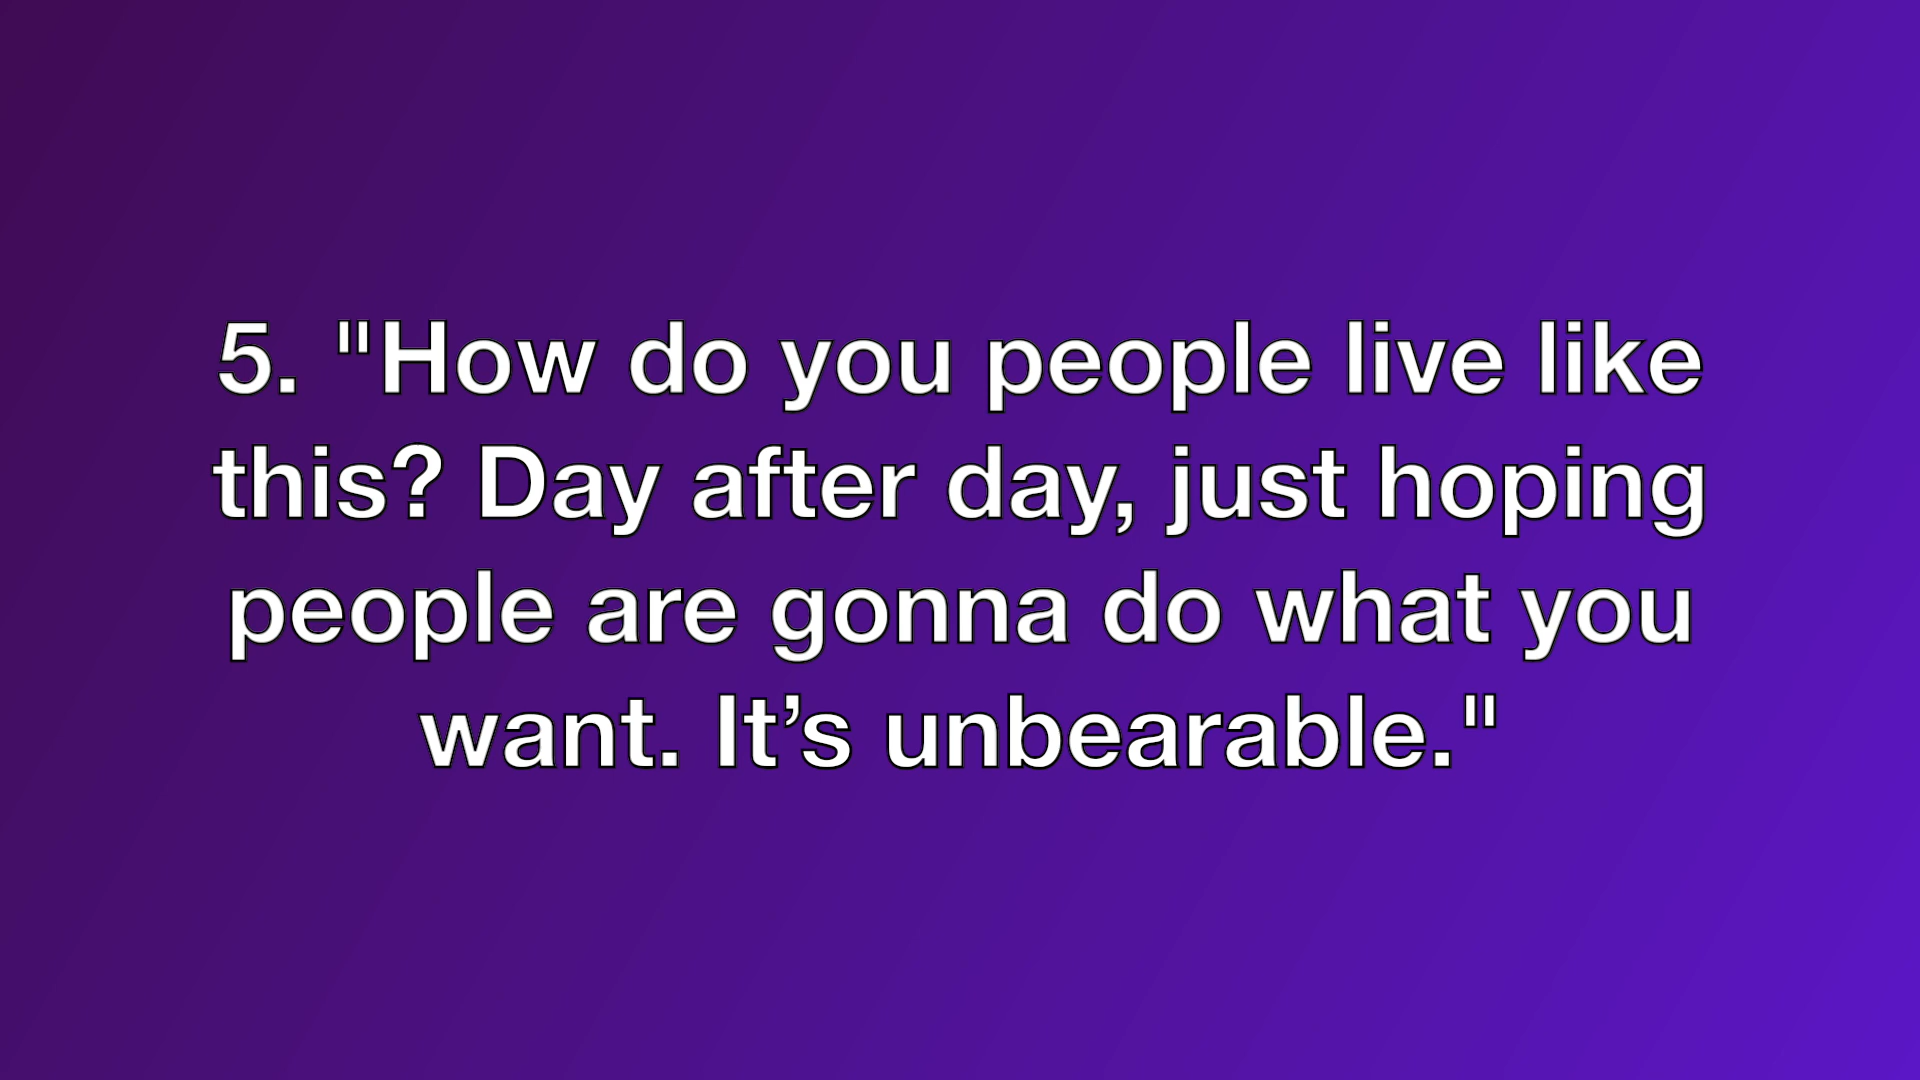 5. "How do you people live like
this? Day after day, just hoping
people are gonna do what you
want. It’s unbearable."